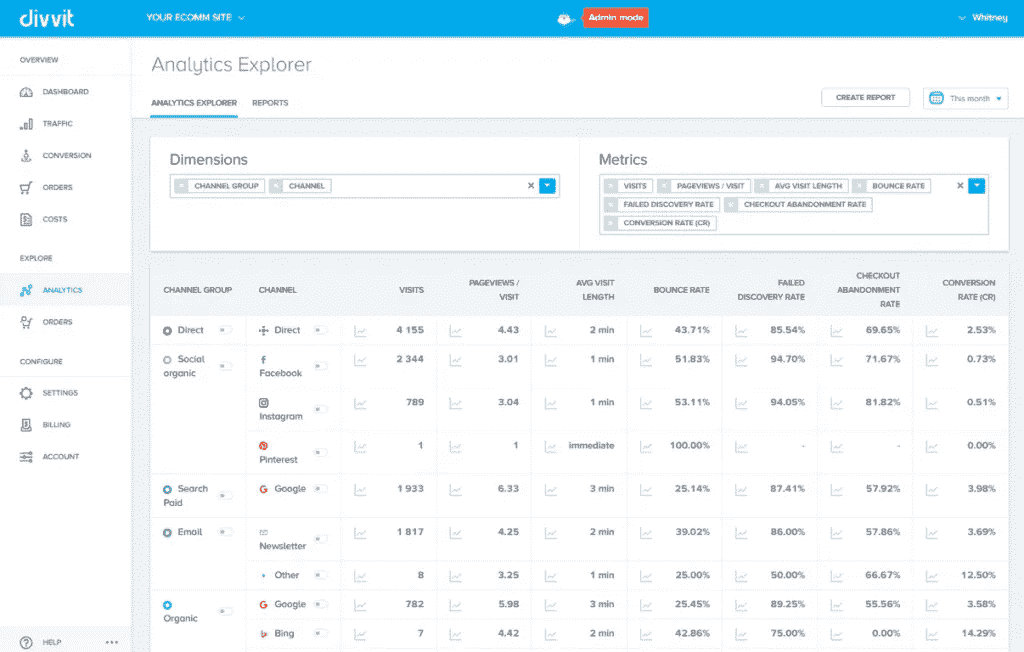 divvit
YOUR ECOMM SITE
Admin mode
Whitney
OVERVIEW
DASHBOARD
TRAFFIC
CONVERSION
ORDERS
COSTS
EXPLORE
ANALYTICS
ORDERS
CONFIGURE
SETTINGS
BILLING
ACCOUNT
HELP
Analytics Explorer
ANALYTICS EXPLORER REPORTS
CREATE REPORT
This month
Dimensions
CHANNEL GROUP CHANNEL
Metrics
VISITS PAGEVIEWS / VISIT AVG VISIT LENGTH BOUNCE RATE
FAILED DISCOVERY RATE CHECKOUT ABANDONMENT RATE
CONVERSION RATE (CR)
CHANNEL GROUP CHANNEL VISITS PAGEVIEWS / VISIT AVG VISIT LENGTH BOUNCE RATE FAILED DISCOVERY RATE CHECKOUT ABANDONMENT RATE CONVERSION RATE (CR)
Direct Direct 4 155 4.43 2 min 43.71% 85.54% 69.65% 2.53%
Social organic Facebook 2 344 3.01 1 min 51.83% 94.70% 71.67% 0.73%
Instagram 789 3.04 1 min 53.11% 94.05% 81.82% 0.51%
Pinterest 1 1 immediate 100.00% - - 0.00%
Search Paid Google 1 933 6.33 3 min 25.14% 87.41% 57.92% 3.98%
Email Newsletter 1 817 4.25 2 min 39.02% 86.00% 57.86% 3.69%
Other 8 3.25 1 min 25.00% 50.00% 66.67% 12.50%
Organic Google 782 5.98 3 min 25.45% 89.25% 55.56% 3.58%
Bing 7 4.42 2 min 42.86% 75.00% 0.00% 14.29%